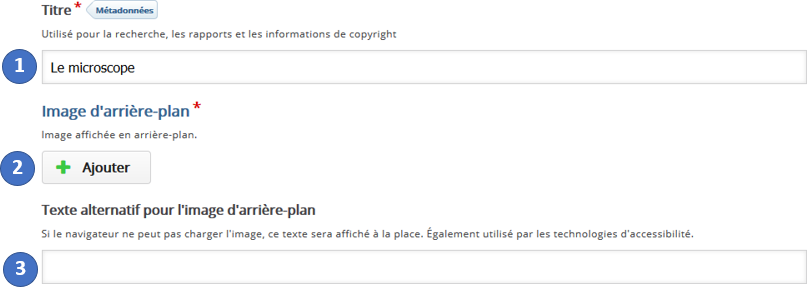 Titre * Métadonnées
Utilisé pour la recherche, les rapports et les informations de copyright
1 Le microscope
Image d'arrière-plan *
Image affichée en arrière-plan.
2 + Ajouter
Texte alternatif pour l'image d'arrière-plan
Si le navigateur ne peut pas charger l'image, ce texte sera affiché à la place. Également utilisé par les technologies d'accessibilité.
3